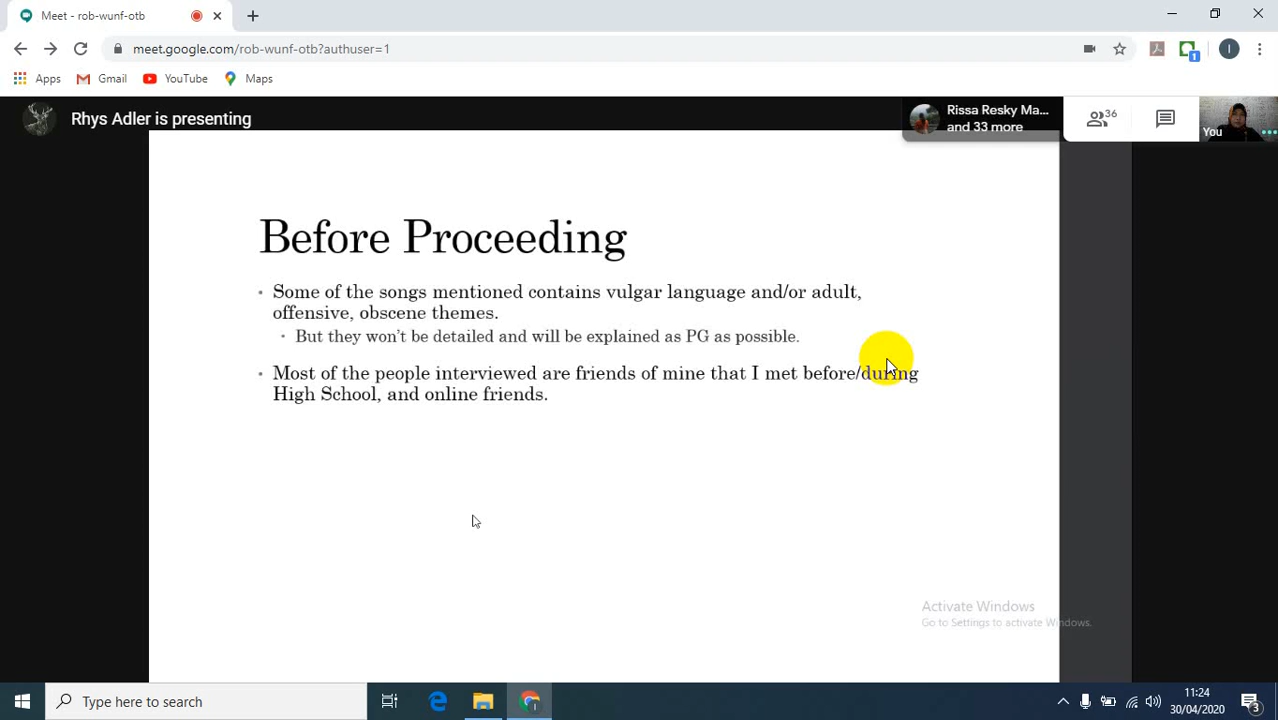 Meet - rob-wunf-otb
meet.google.com/rob-wunf-otb?authuser=1
1
I
Apps
Gmail
YouTube
Maps
Rhys Adler is presenting
Rissa Resky Ma...
and 33 more
36
You
Before Proceeding
• Some of the songs mentioned contains vulgar language and/or adult,
offensive, obscene themes.
• But they won't be detailed and will be explained as PG as possible.
• Most of the people interviewed are friends of mine that I met before/during
High School, and online friends.
Activate Windows
Go to Settings to activate Windows.
Type here to search
11:24
30/04/2020
3